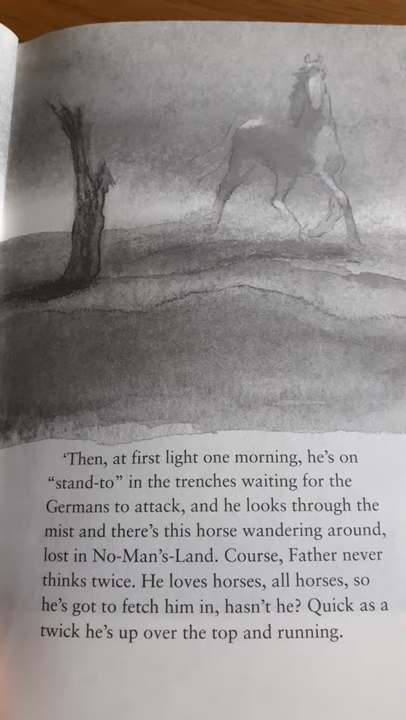 ‘Then, at first light one morning, he’s on
“stand-to” in the trenches waiting for the
Germans to attack, and he looks through the
mist and there’s this horse wandering around,
lost in No-Man’s-Land. Course, Father never
thinks twice. He loves horses, all horses, so
he’s got to fetch him in, hasn’t he? Quick as a
twick he’s up over the top and running.